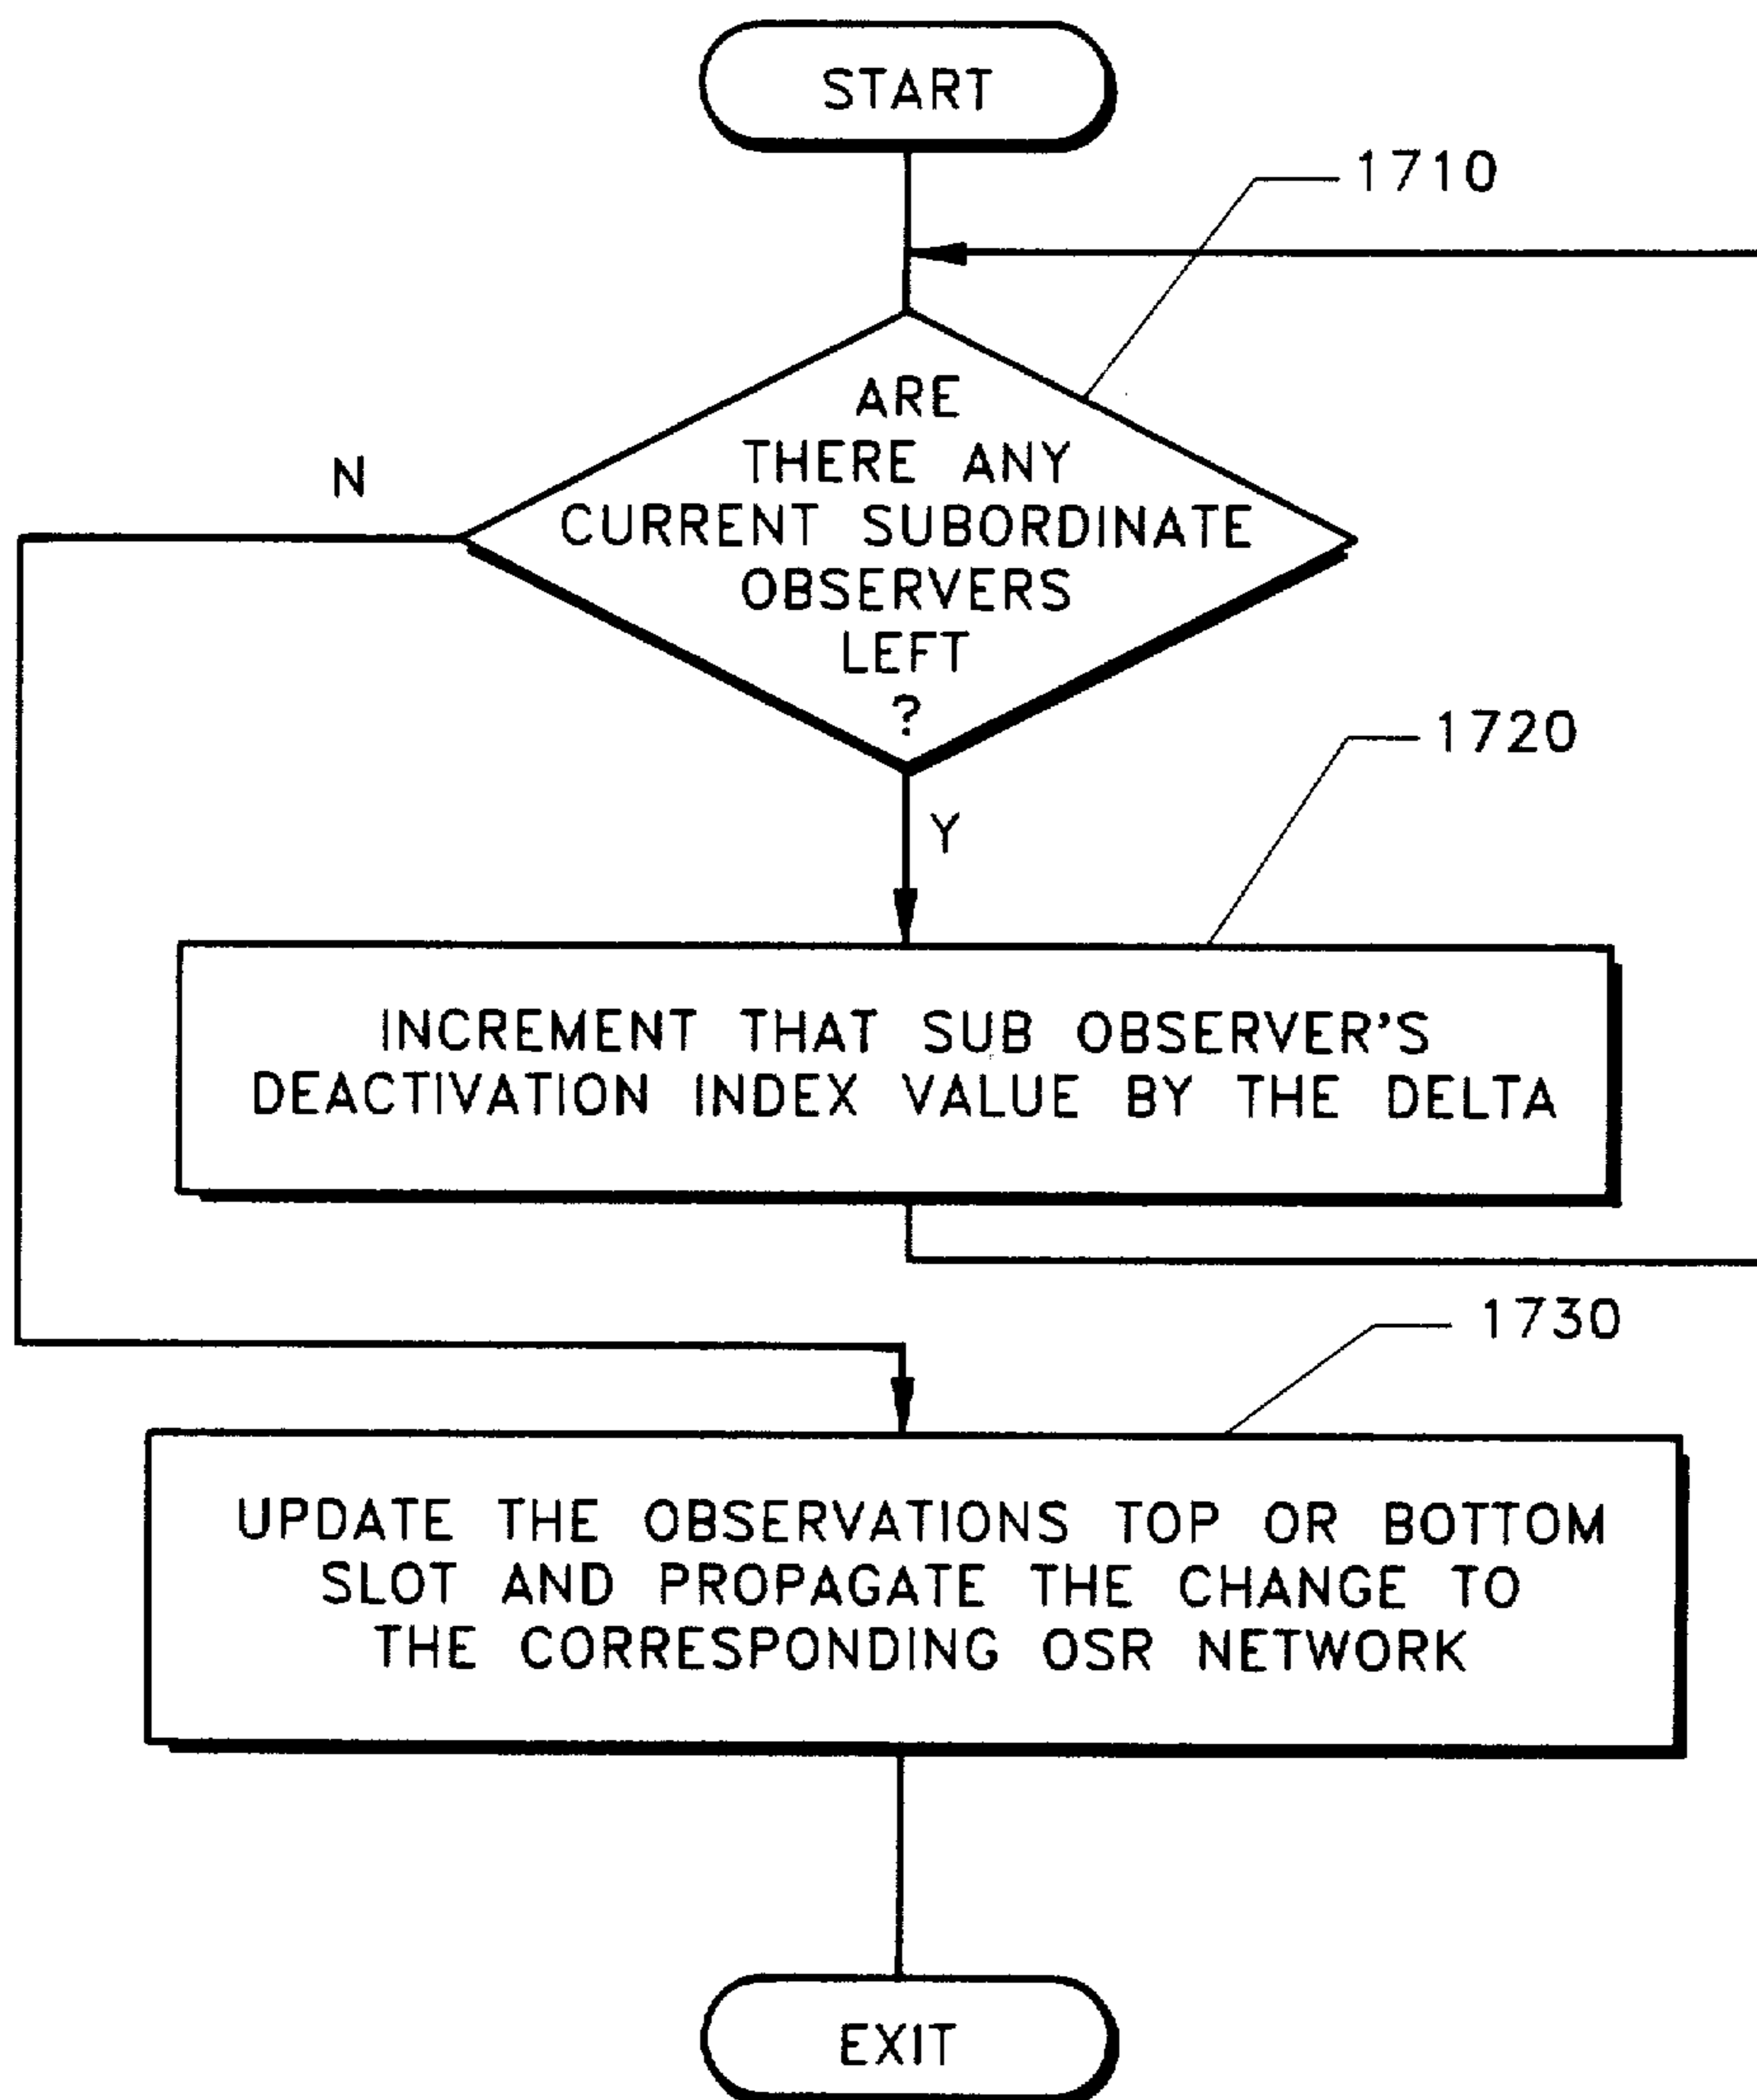 START
1710
ARE
THERE ANY
CURRENT SUBORDINATE
OBSERVERS
LEFT
?
N
1720
Y
INCREMENT THAT SUB OBSERVER'S
DEACTIVATION INDEX VALUE BY THE DELTA
1730
UPDATE THE OBSERVATIONS TOP OR BOTTOM
SLOT AND PROPAGATE THE CHANGE TO
THE CORRESPONDING OSR NETWORK
EXIT